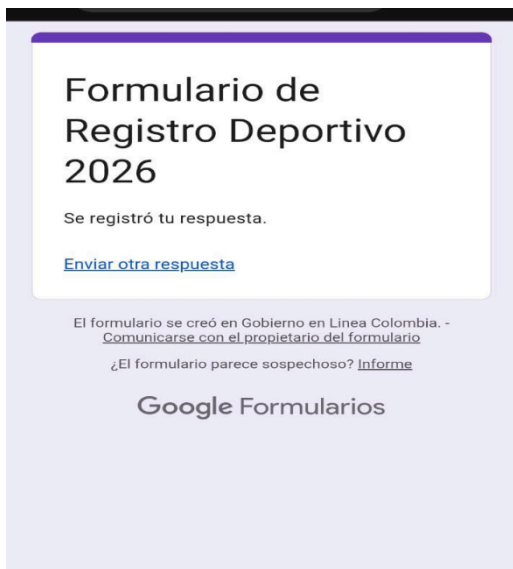 Formulario de
Registro Deportivo
2026
Se registró tu respuesta.
Enviar otra respuesta
El formulario se creó en Gobierno en Linea Colombia. -
Comunicarse con el propietario del formulario
¿El formulario parece sospechoso? Informe
Google Formularios